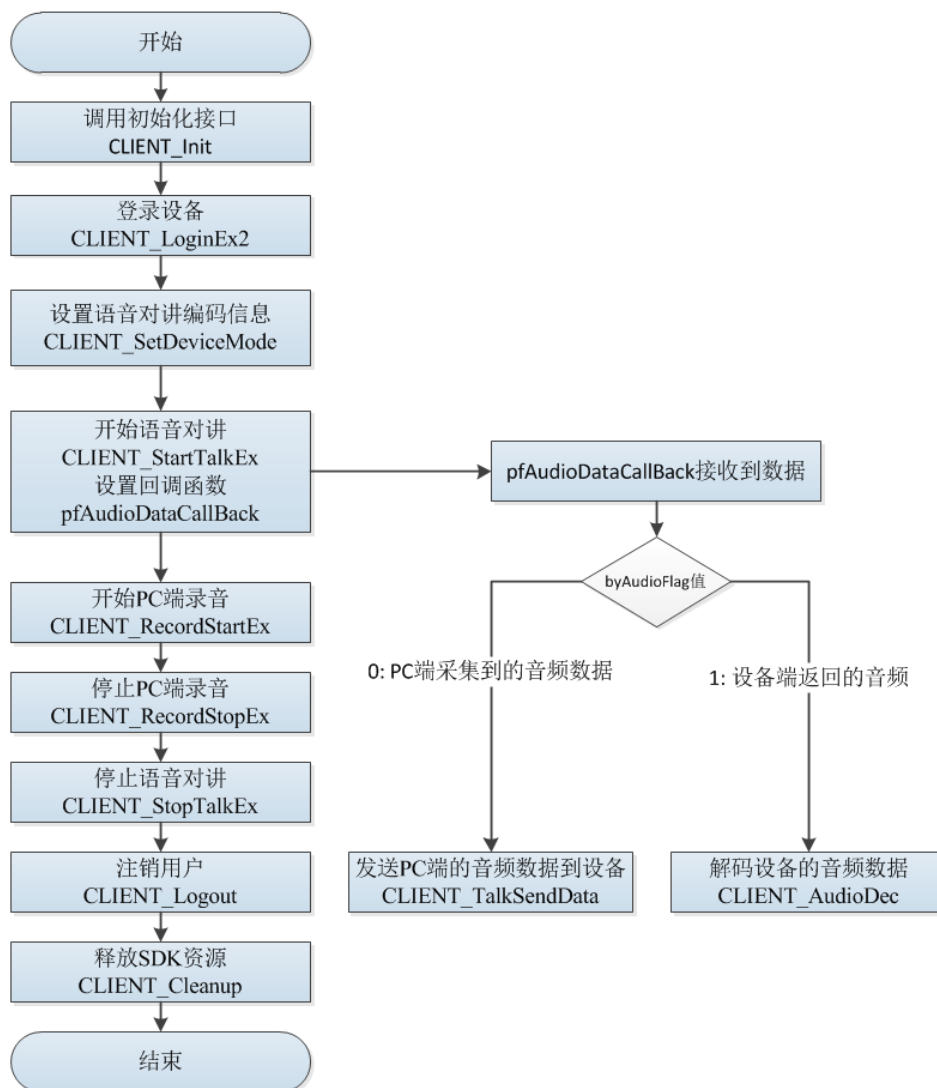 开始
调用初始化接口
CLIENT_Init
登录设备
CLIENT_LoginEx2
设置语音对讲编码信息
CLIENT_SetDeviceMode
开始语音对讲
CLIENT_StartTalkEx
设置回调函数
pfAudioDataCallBack
pfAudioDataCallBack接收到数据
byAudioFlag值
0: PC端采集到的音频数据
1: 设备端返回的音频
开始PC端录音
CLIENT_RecordStartEx
停止PC端录音
CLIENT_RecordStopEx
停止语音对讲
CLIENT_StopTalkEx
注销用户
CLIENT_Logout
发送PC端的音频数据到设备
CLIENT_TalkSendData
解码设备的音频数据
CLIENT_AudioDec
释放SDK资源
CLIENT_Cleanup
结束